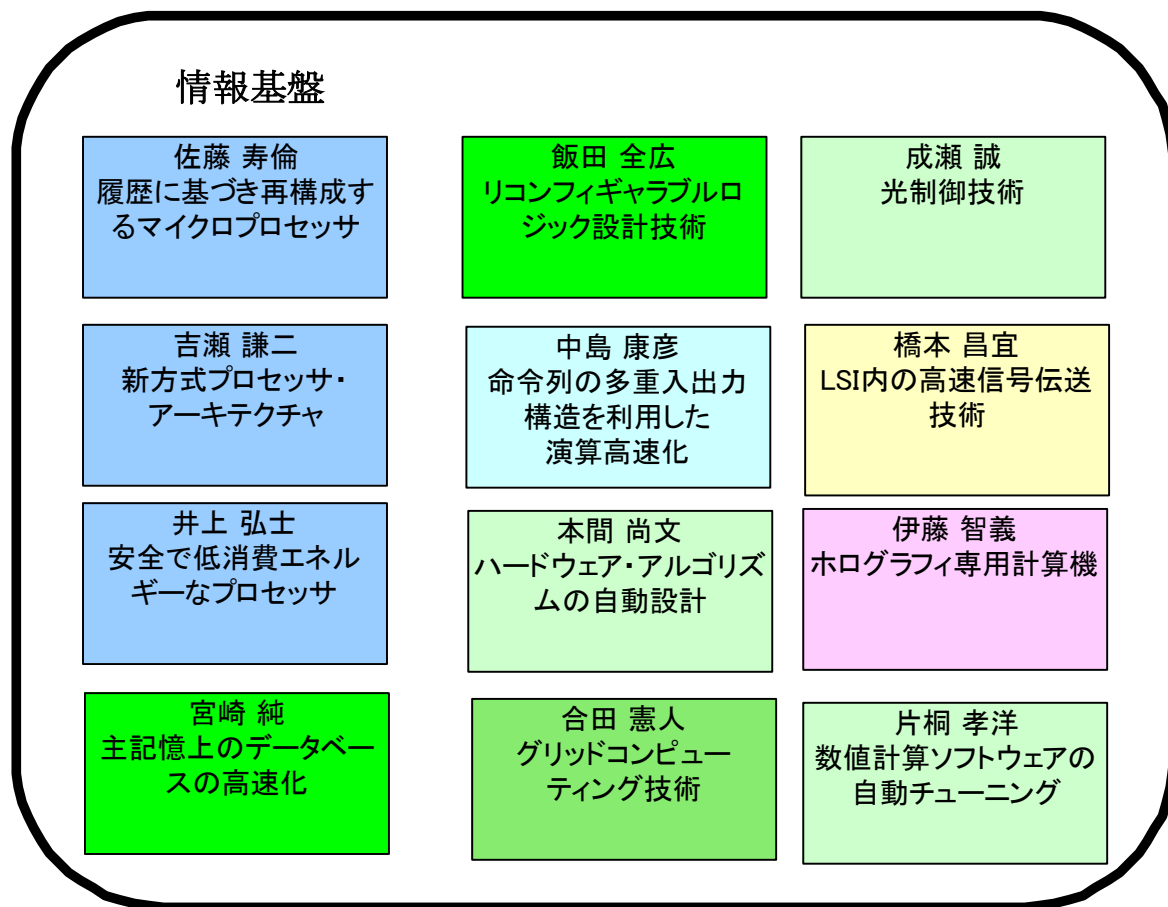 情報基盤
佐藤 寿倫
履歴に基づき再構成す
るマイクロプロセッサ
飯田 全広
リコンフィギャラブルロ
ジック設計技術
成瀬 誠
光制御技術
吉瀬 謙二
新方式プロセッサ・
アーキテクチャ
中島 康彦
命令列の多重入出力
構造を利用した
演算高速化
橋本 昌宜
LSI内の高速信号伝送
技術
井上 弘士
安全で低消費エネル
ギーなプロセッサ
本間 尚文
ハードウェア・アルゴリズ
ムの自動設計
伊藤 智義
ホログラフィ専用計算機
宮崎 純
主記憶上のデータベー
スの高速化
合田 憲人
グリッドコンピュー
ティング技術
片桐 孝洋
数値計算ソフトウェアの
自動チューニング